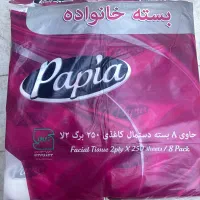 بسته خانواده
Papia
حاوی ۸ بسته دستمال کاغذی ۲۵۰ برگ ۲لا
Facial Tissue 2ply X 250 sheets / 8 Pack